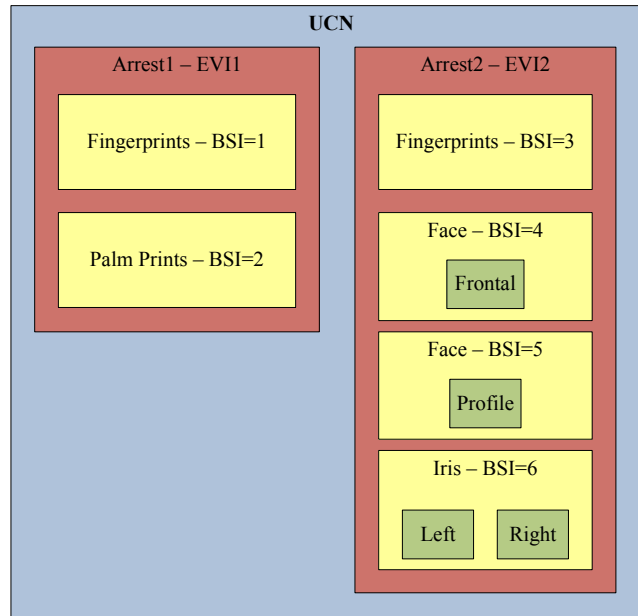 UCN
Arrest1 – EVI1
Fingerprints – BSI=1
Palm Prints – BSI=2
Arrest2 – EVI2
Fingerprints – BSI=3
Face – BSI=4
Frontal
Face – BSI=5
Profile
Iris – BSI=6
Left
Right